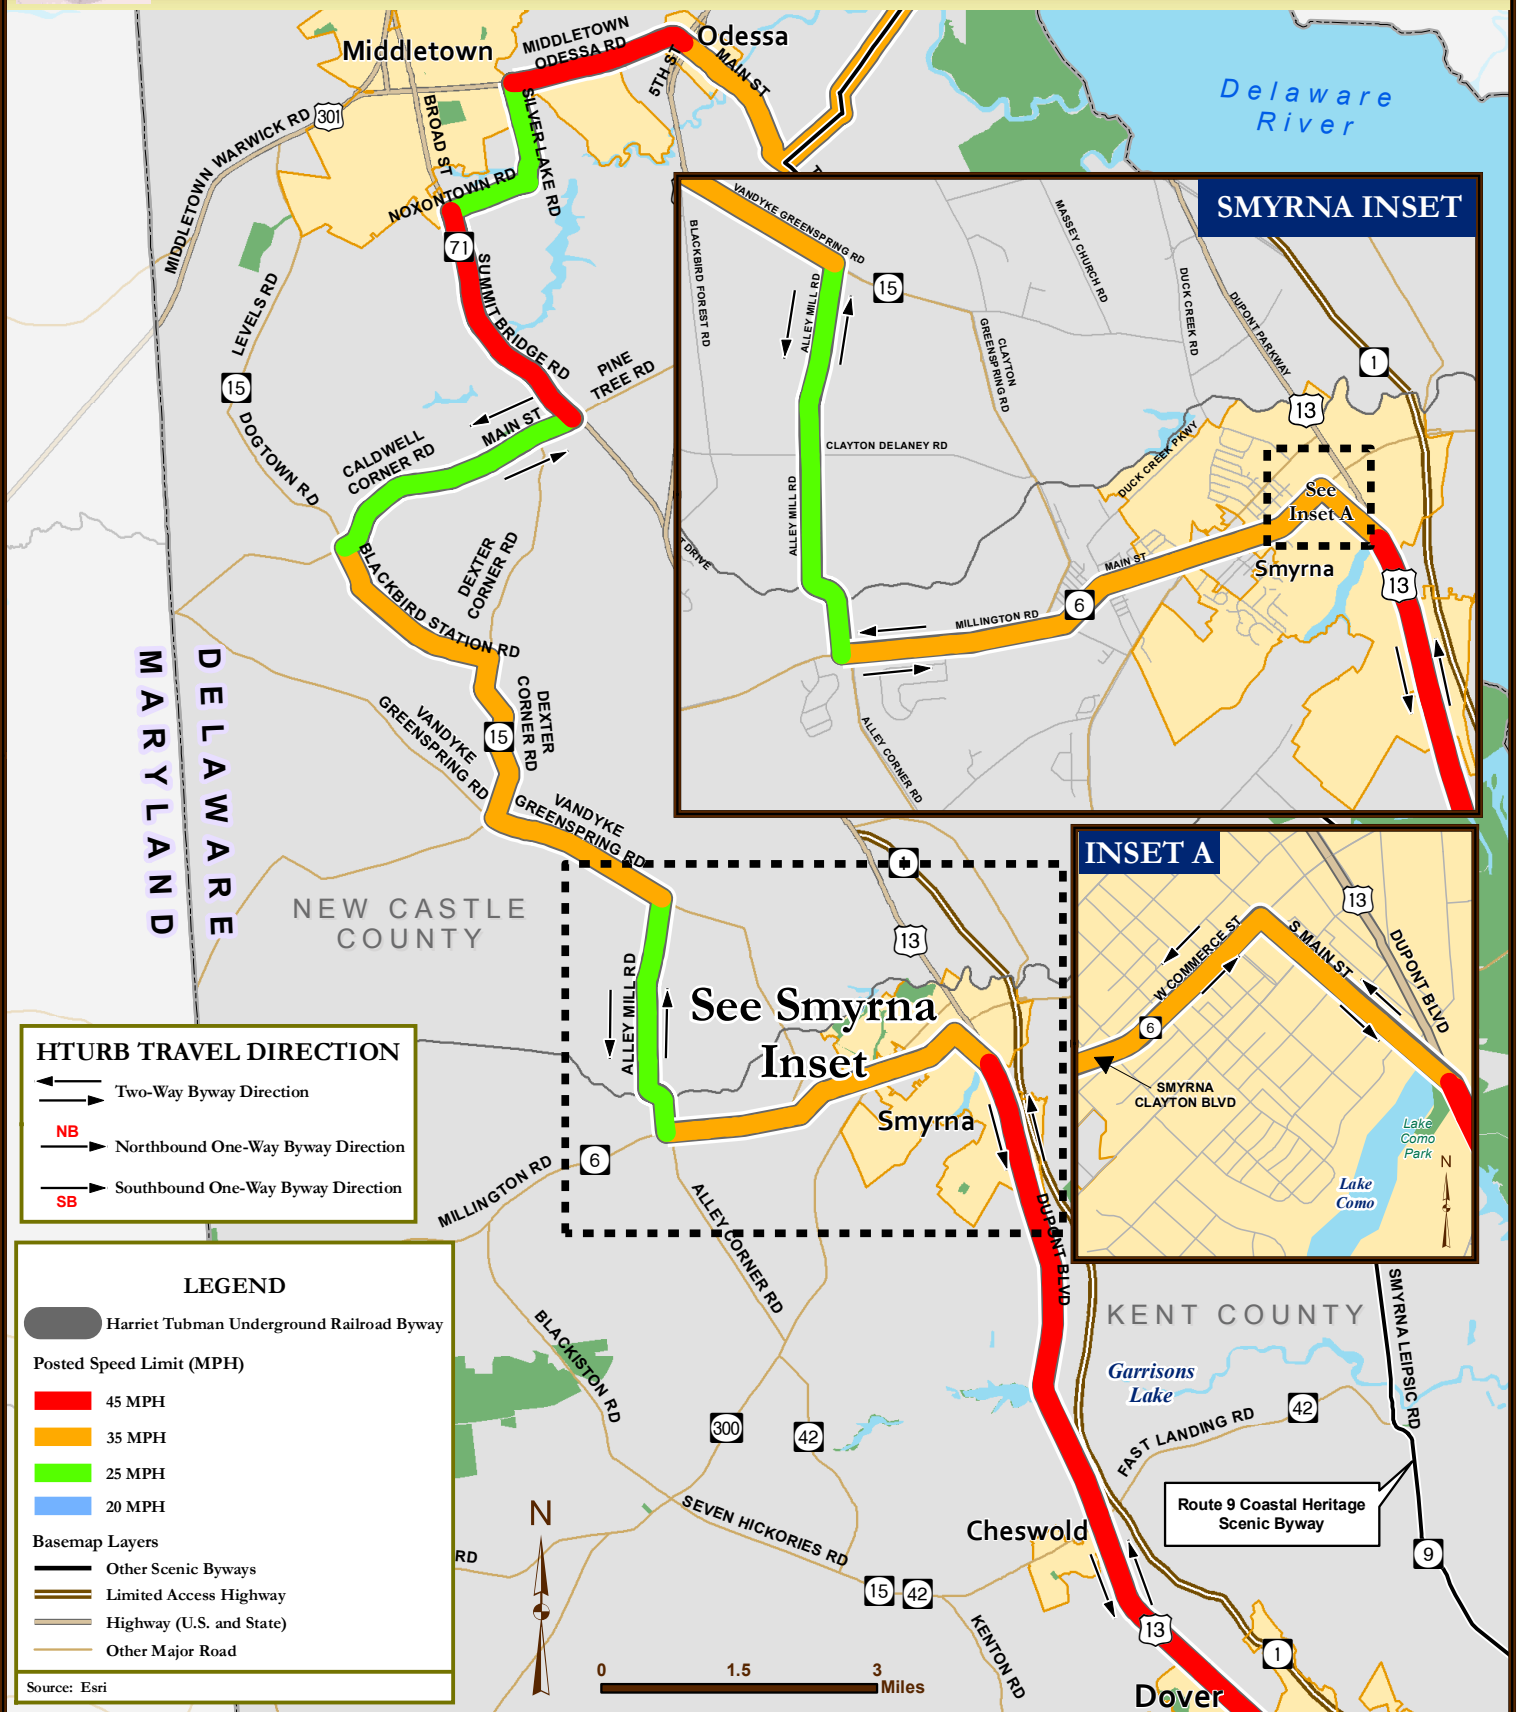 Middletown
MIDDLETOWN
ODESSA RD
Odessa
5TH ST
MAIN ST
Delaware
River
301
MIDDLETOWN WARWICK RD
BROAD ST
SILVER LAKE RD
NOXONTOWN RD
71
SUMMIT BRIDGE RD
LEVELS RD
15
DOGTOWN RD
PINE
TREE RD
MAIN ST
CALDWELL
CORNER RD
BLACKBIRD STATION RD
DEXTER
CORNER RD
DEXTER
CORNER RD
15
VANDYKE
GREENSPRING RD
VANDYKE
GREENSPRING RD
MARYLAND
DELAWARE
NEW CASTLE
COUNTY
SMYRNA INSET
VANDYKE GREENSPRING RD
15
BLACKBIRD FOREST RD
ALLEY MILL RD
MASSEY CHURCH RD
DUCK CREEK RD
DUPONT PARKWAY
CLAYTON
GREENSPRING RD
1
13
CLAYTON DELANEY RD
DUCK CREEK PKWY
ALLEY MILL RD
See
Inset A
MAIN ST
Smyrna
13
6
MILLINGTON RD
T DRIVE
ALLEY CORNER RD
INSET A
13
W COMMERCE ST
S MAIN ST
DUPONT BLVD
6
SMYRNA
CLAYTON BLVD
Lake
Como
Park
Lake
Como
N
1
13
ALLEY MILL RD
See Smyrna
Inset
Smyrna
6
MILLINGTON RD
ALLEY CORNER RD
DUPONT BLVD
HTURB TRAVEL DIRECTION
Two-Way Byway Direction
NB
Northbound One-Way Byway Direction
Southbound One-Way Byway Direction
SB
LEGEND
Harriet Tubman Underground Railroad Byway
Posted Speed Limit (MPH)
45 MPH
35 MPH
25 MPH
20 MPH
Basemap Layers
Other Scenic Byways
Limited Access Highway
Highway (U.S. and State)
Other Major Road
Source: Esri
BLACKISTON RD
KENT COUNTY
SMYRNA LEIPSIC RD
Garrisons
Lake
300
42
42
FAST LANDING RD
Route 9 Coastal Heritage
Scenic Byway
9
SEVEN HICKORIES RD
Cheswold
RD
N
15
42
13
KENTON RD
1
0 1.5 3
Miles
Dover